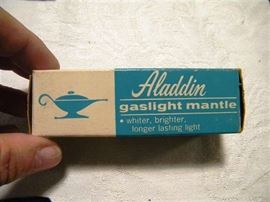 Aladdin
gaslight mantle
• whiter, brighter,
longer lasting light